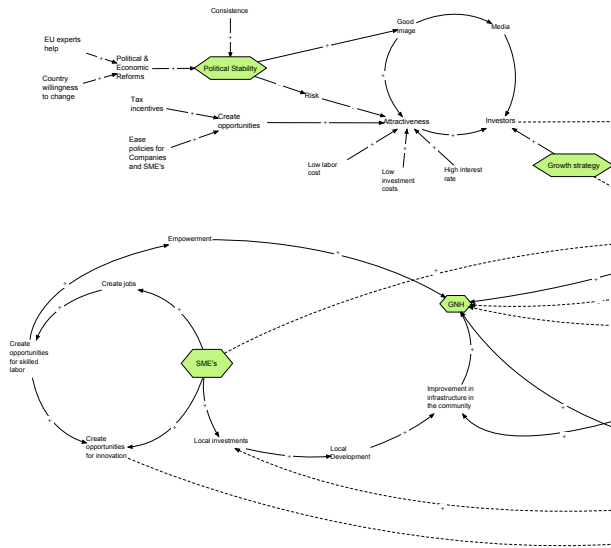 Consistence
EU experts
help
Country
willingness
to change
Political &
Economic
Reforms
Political Stability
Good
Image
Media
Tax
incentives
Create
opportunities
Risk
Attractiveness
Investors
Ease
policies for
Companies
and SME's
Low labor
cost
Low
investment
costs
High interest
rate
Growth strategy
Empowerment
Create jobs
GNH
Create
opportunities
for skilled
labor
SME's
Improvement in
infrastructure in
the community
Create
opportunities
for innovation
Local investments
Local
Development